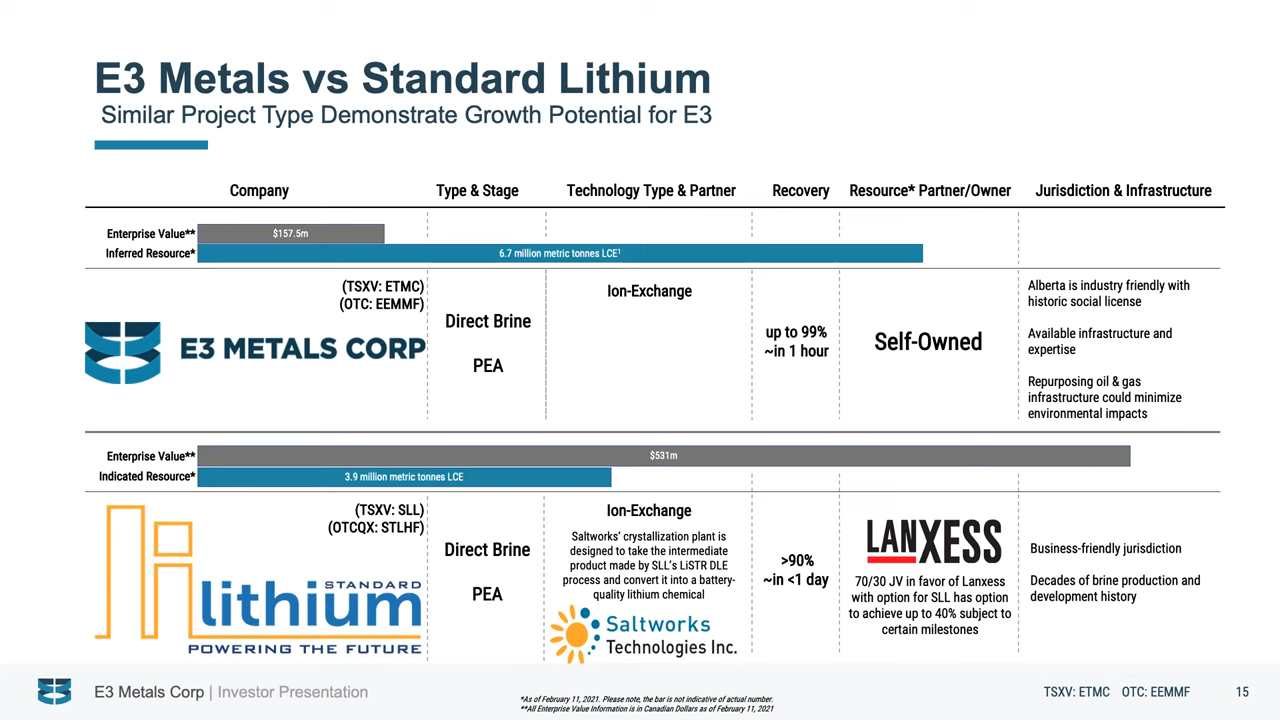 E3 Metals vs Standard Lithium
Similar Project Type Demonstrate Growth Potential for E3
Company
Type & Stage
Technology Type & Partner
Recovery
Resource* Partner/Owner
Jurisdiction & Infrastructure
Enterprise Value**
$157.5m
Inferred Resource*
6.7 million metric tonnes LCE¹
(TSXV: ETMC)
(OTC: EEMMF)
E3 METALS CORP
Direct Brine
PEA
Ion-Exchange
up to 99%
~in 1 hour
Self-Owned
Alberta is industry friendly with
historic social license
Available infrastructure and
expertise
Repurposing oil & gas
infrastructure could minimize
environmental impacts
Enterprise Value**
$531m
Indicated Resource*
3.9 million metric tonnes LCE
(TSXV: SLL)
(OTCQX: STLHF)
STANDARD
lithium
POWERING THE FUTURE
Direct Brine
PEA
Ion-Exchange
Saltworks’ crystallization plant is
designed to take the intermediate
product made by SLL’s LiSTR DLE
process and convert it into a battery-
quality lithium chemical
Saltworks
Technologies Inc.
>90%
~in <1 day
LANXESS
70/30 JV in favor of Lanxess
with option for SLL has option
to achieve up to 40% subject to
certain milestones
Business-friendly jurisdiction
Decades of brine production and
development history
E3 Metals Corp | Investor Presentation
*As of February 11, 2021. Please note, the bar is not indicative of actual number.
**All Enterprise Value Information is in Canadian Dollars as of February 11, 2021
TSXV: ETMC OTC: EEMMF
15